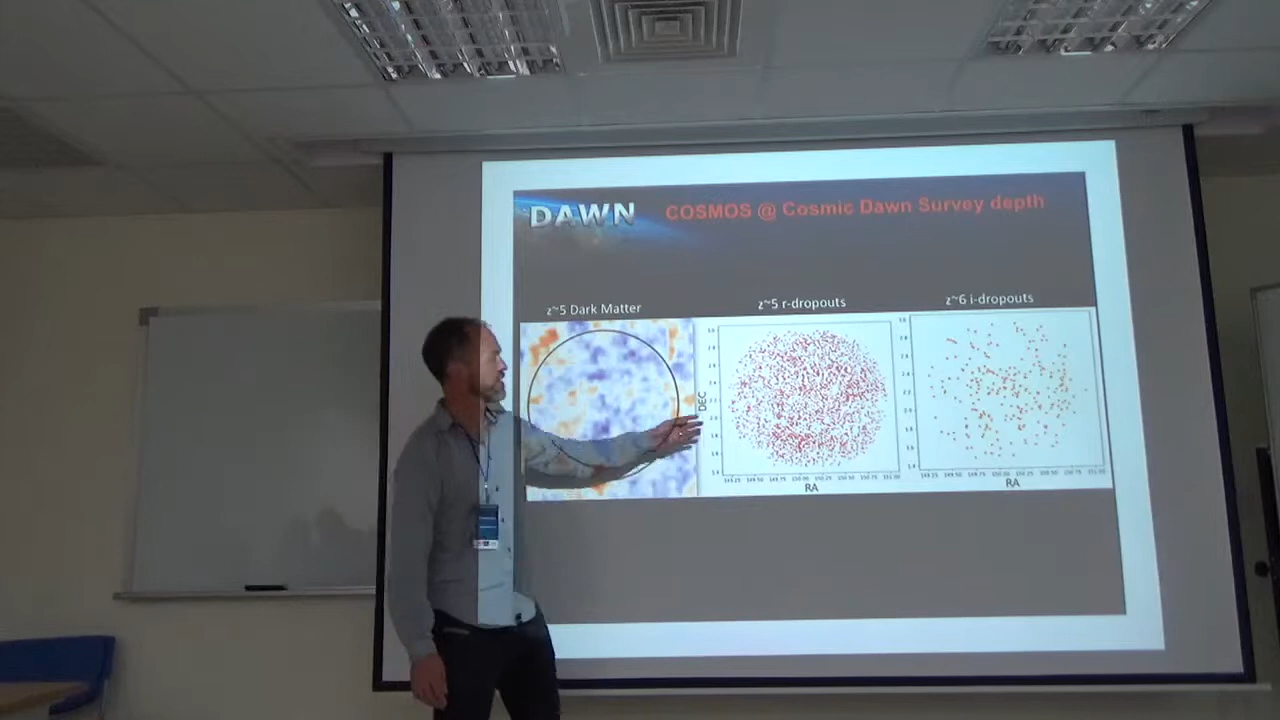 DAWN
COSMOS @ Cosmic Dawn Survey depth
z~5 Dark Matter
z~5 r-dropouts
z~6 i-dropouts
DEC
RA
RA